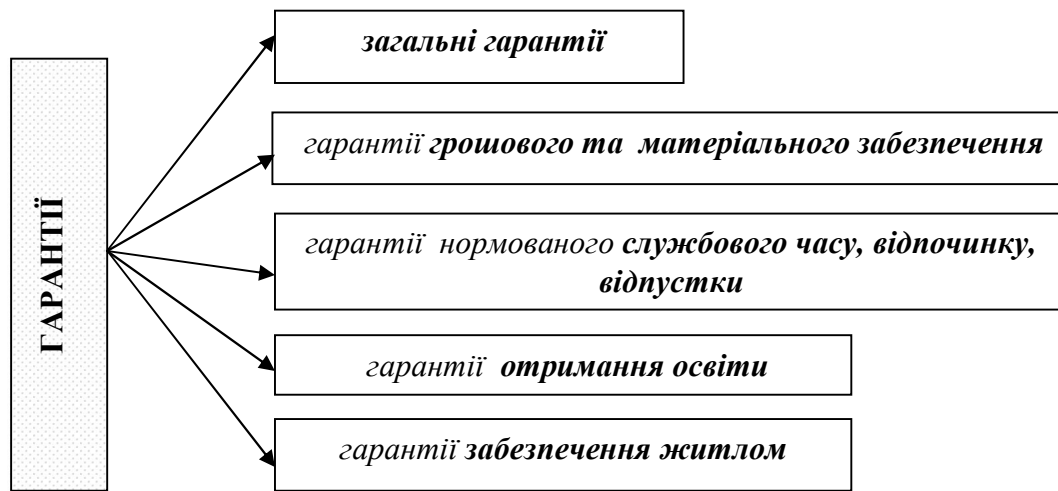 ГАРАНТІЇ
загальні гарантії
гарантії грошового та матеріального забезпечення
гарантії нормованого службового часу, відпочинку,
відпустки
гарантії отримання освіти
гарантії забезпечення житлом